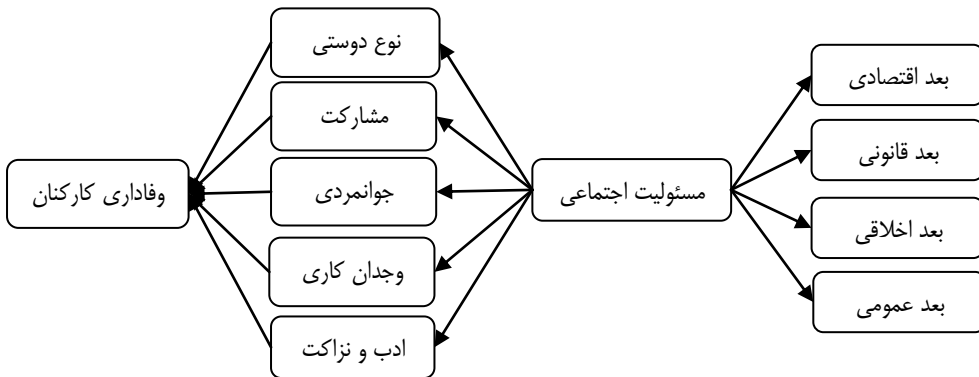 بعد اقتصادی
بعد قانونی
بعد اخلاقی
بعد عمومی
مسئولیت اجتماعی
نوع دوستی
مشارکت
جوانمردی
وجدان کاری
ادب و نزاکت
وفاداری کارکنان